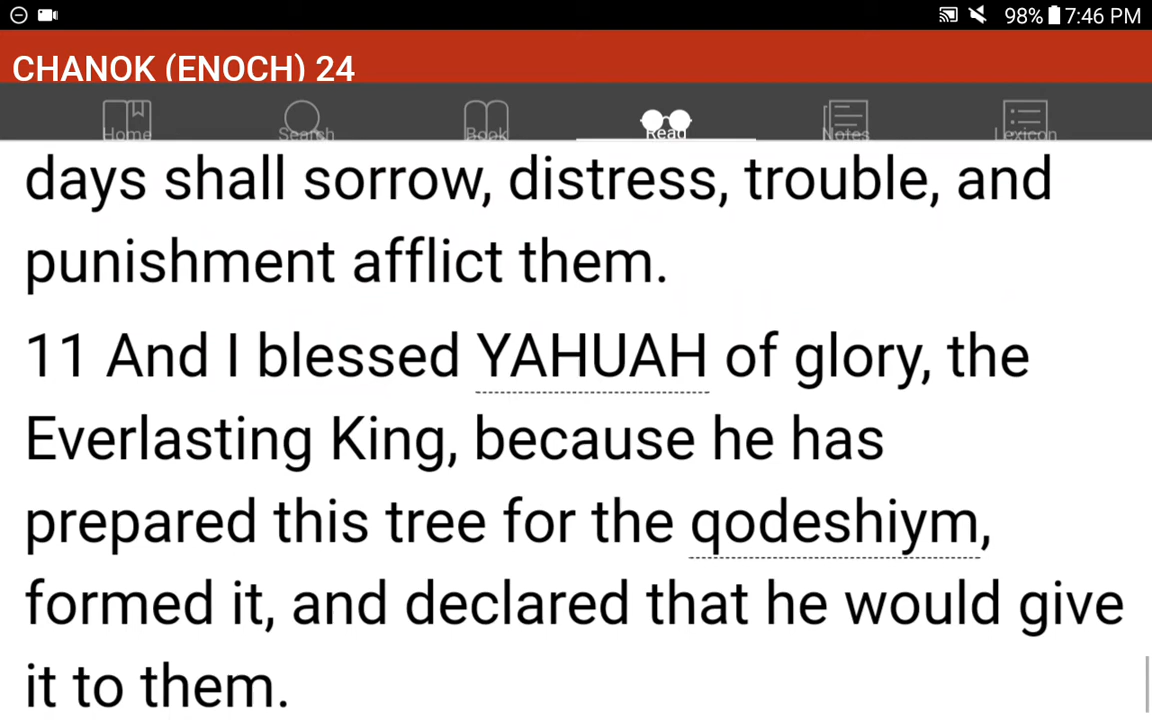 98% 7:46 PM
CHANOK (ENOCH) 24
Home Search Book Read Notes Lexicon
days shall sorrow, distress, trouble, and
punishment afflict them.
11 And I blessed YAHUAH of glory, the
Everlasting King, because he has
prepared this tree for the qodeshiym,
formed it, and declared that he would give
it to them.